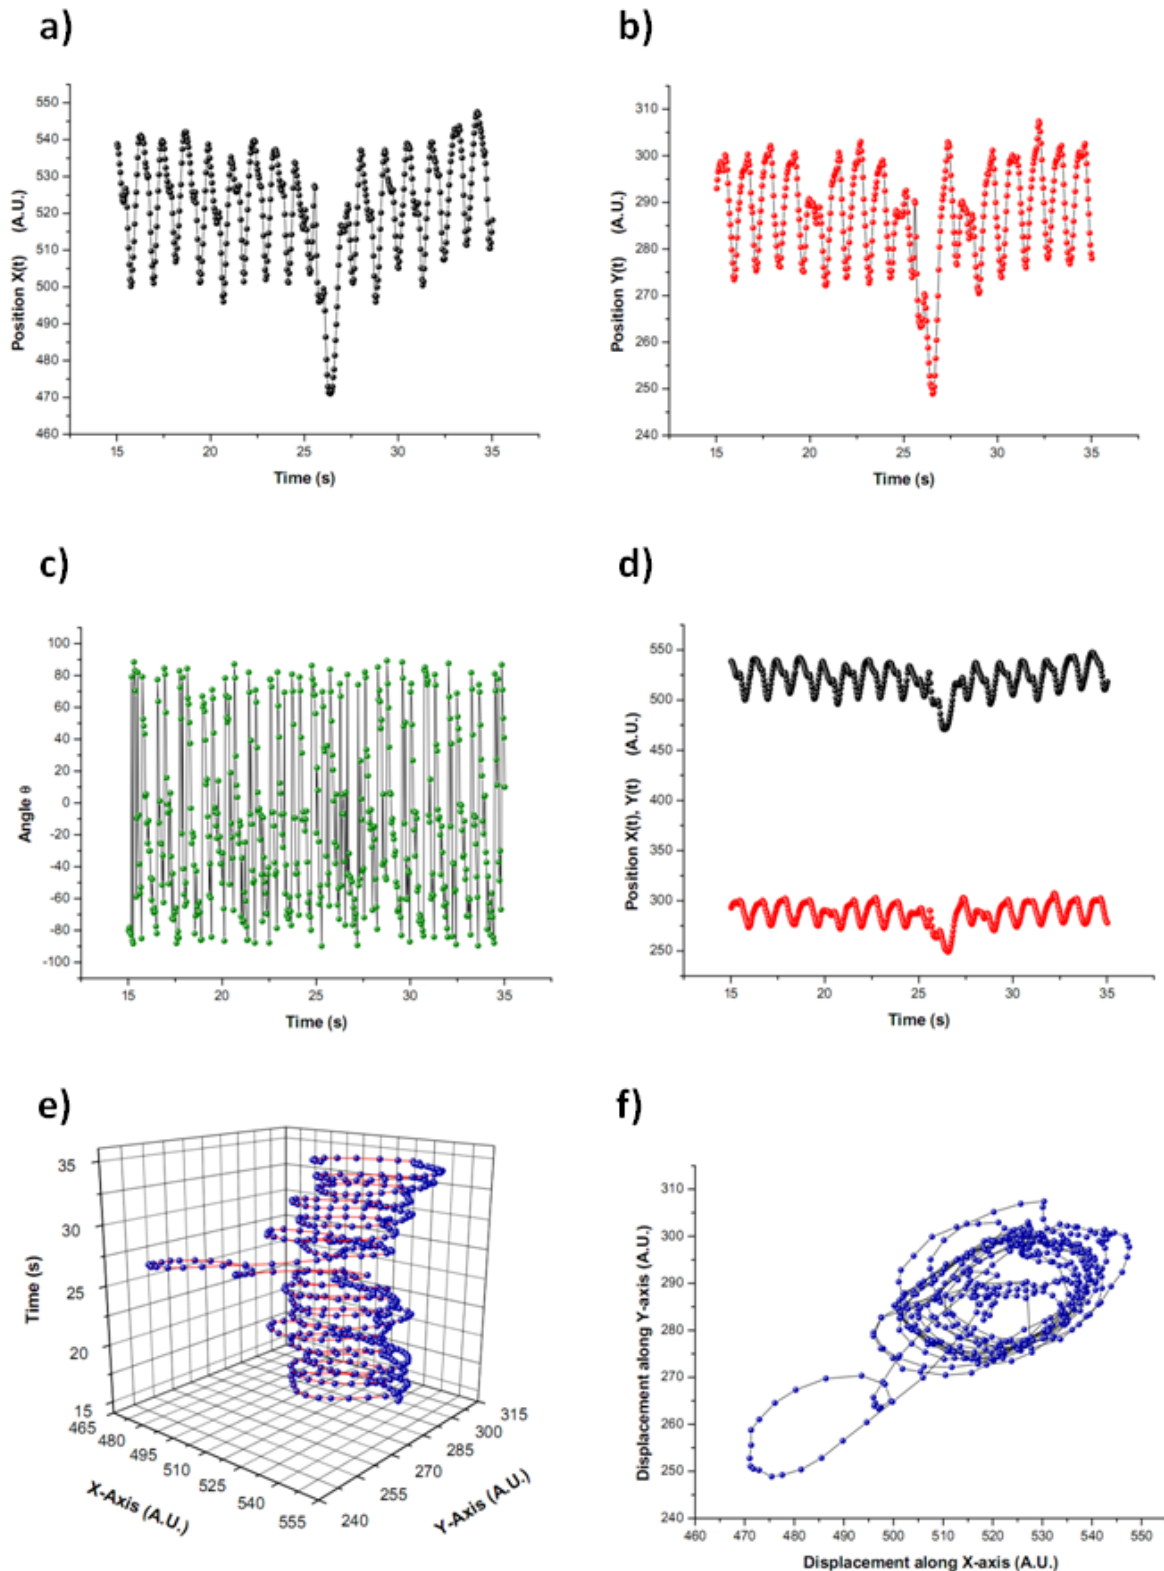 a)
b)
550
540
530
520
510
500
490
480
470
460
Position X(t) (A.U.)
15 20 25 30 35
Time (s)
310
300
290
280
270
260
250
240
Position Y(t) (A.U.)
15 20 25 30 35
Time (s)
c)
d)
100
80
60
40
20
0
-20
-40
-60
-80
-100
Angle θ
15 20 25 30 35
Time (s)
550
500
450
400
350
300
250
Position X(t), Y(t) (A.U.)
15 20 25 30 35
Time (s)
e)
f)
35
30
25
20
15
Time (s)
465
480
495
510
525
540
555
X-Axis (A.U.)
240
255
270
285
300
315
Y-Axis (A.U.)
310
300
290
280
270
260
250
240
Displacement along Y-axis (A.U.)
460 470 480 490 500 510 520 530 540 550
Displacement along X-axis (A.U.)